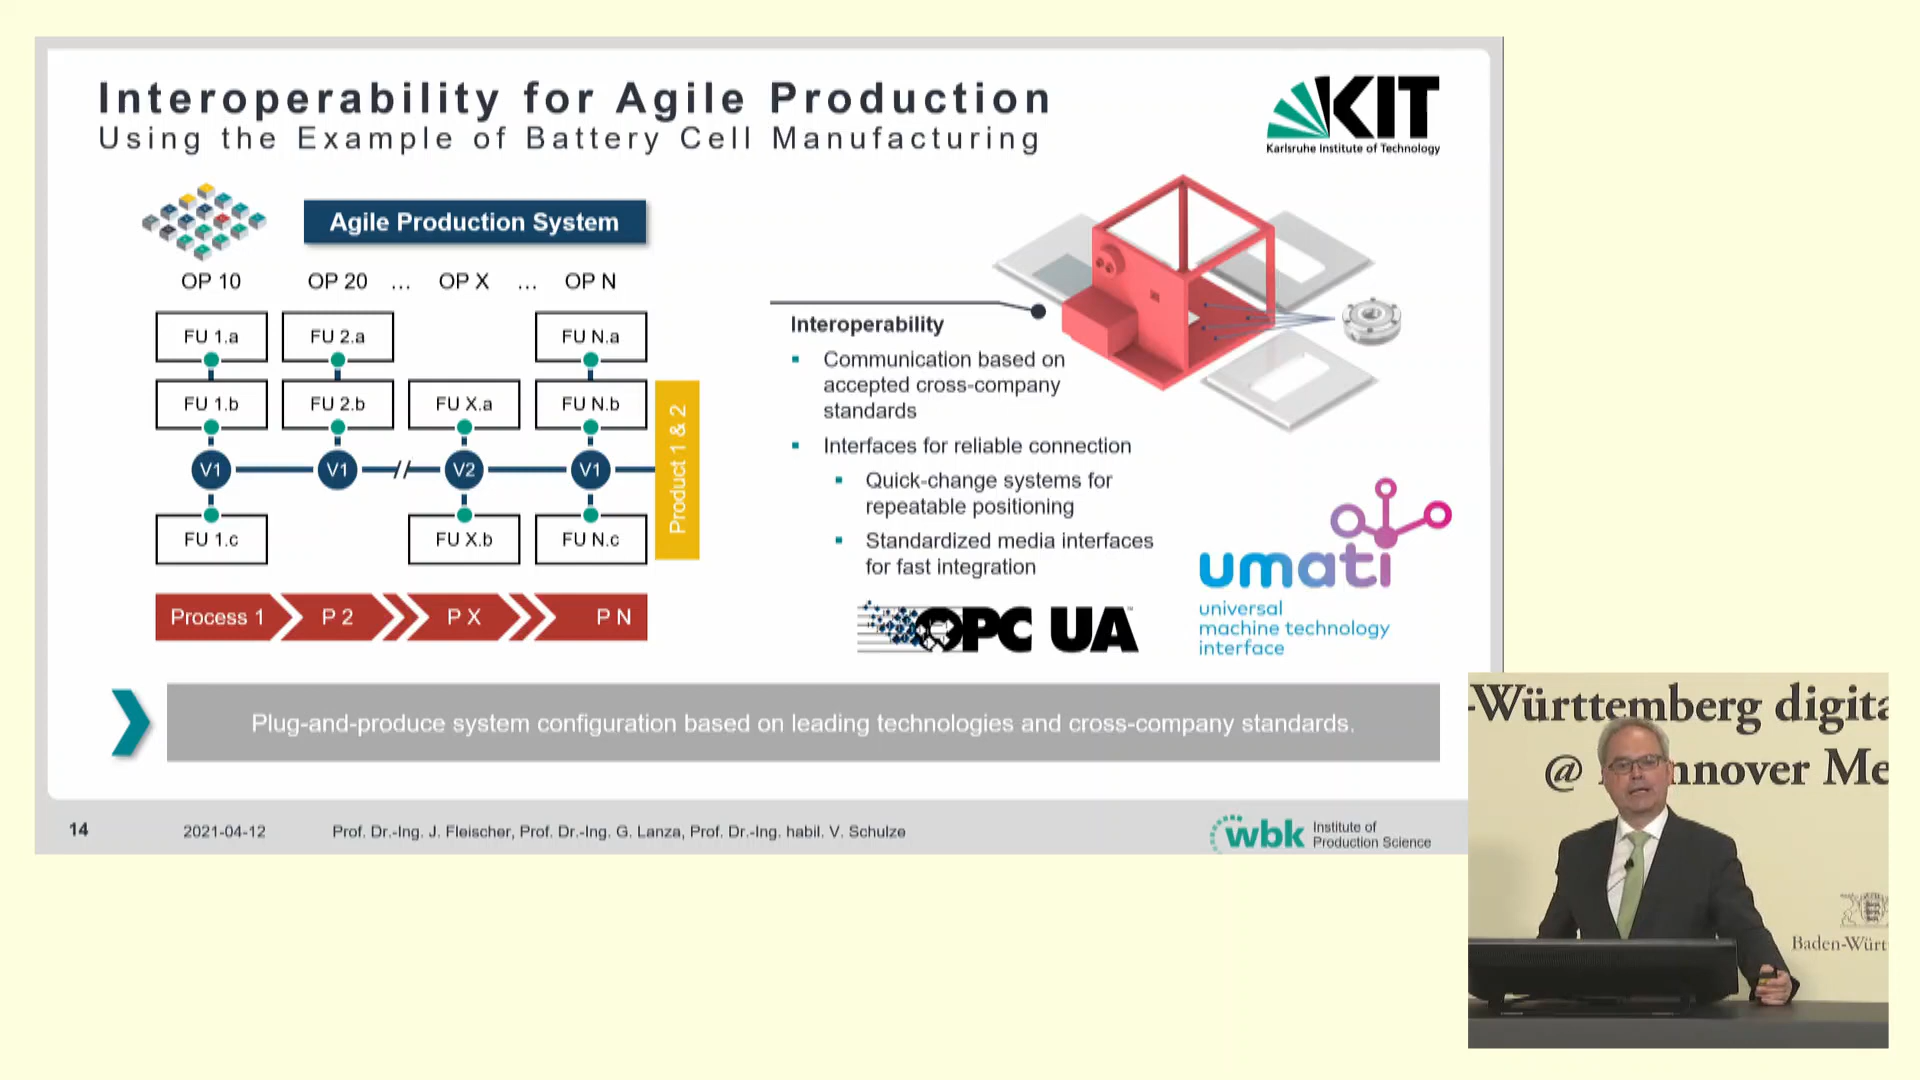 Interoperability for Agile Production
Using the Example of Battery Cell Manufacturing
KIT
Karlsruhe Institute of Technology
Agile Production System
OP 10 OP 20 ... OP X ... OP N
FU 1.a FU 2.a FU N.a
FU 1.b FU 2.b FU X.a FU N.b
V1 V1 // V2 V1
FU 1.c FU X.b FU N.c
Product 1 & 2
Process 1 P 2 P X P N
Interoperability
Communication based on
accepted cross-company
standards
Interfaces for reliable connection
Quick-change systems for
repeatable positioning
Standardized media interfaces
for fast integration
OPC UA
umati
universal
machine technology
interface
Plug-and-produce system configuration based on leading technologies and cross-company standards.
14 2021-04-12 Prof. Dr.-Ing. J. Fleischer, Prof. Dr.-Ing. G. Lanza, Prof. Dr.-Ing. habil. V. Schulze
wbk Institute of
Production Science
-Württemberg digita
@ nnover Me
Baden-Würt